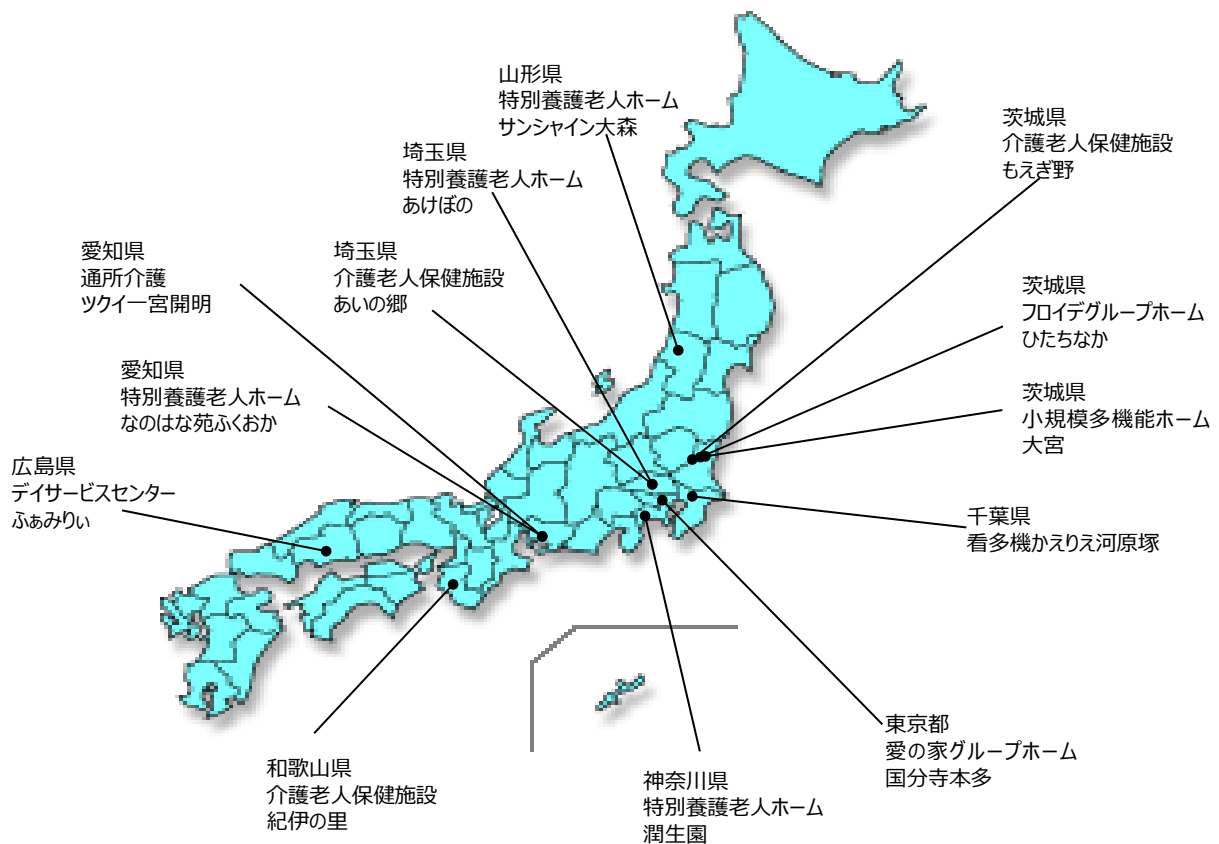 山形県
特別養護老人ホーム
サンシャイン大森
埼玉県
特別養護老人ホーム
あけぼの
茨城県
介護老人保健施設
もえぎ野
愛知県
通所介護
ツクイ一宮開明
埼玉県
介護老人保健施設
あいの郷
茨城県
フロイデグループホーム
ひたちなか
愛知県
特別養護老人ホーム
なのはな苑ふくおか
茨城県
小規模多機能ホーム
大宮
広島県
デイサービスセンター
ふぁみりぃ
千葉県
看多機かえりえ河原塚
東京都
愛の家グループホーム
国分寺本多
和歌山県
介護老人保健施設
紀伊の里
神奈川県
特別養護老人ホーム
潤生園